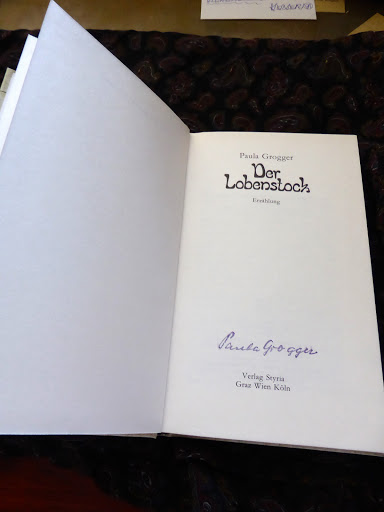 Paula Grogger
Der
Lobenstock
Erzählung
Paula Grogger
Verlag Styria
Graz Wien Köln